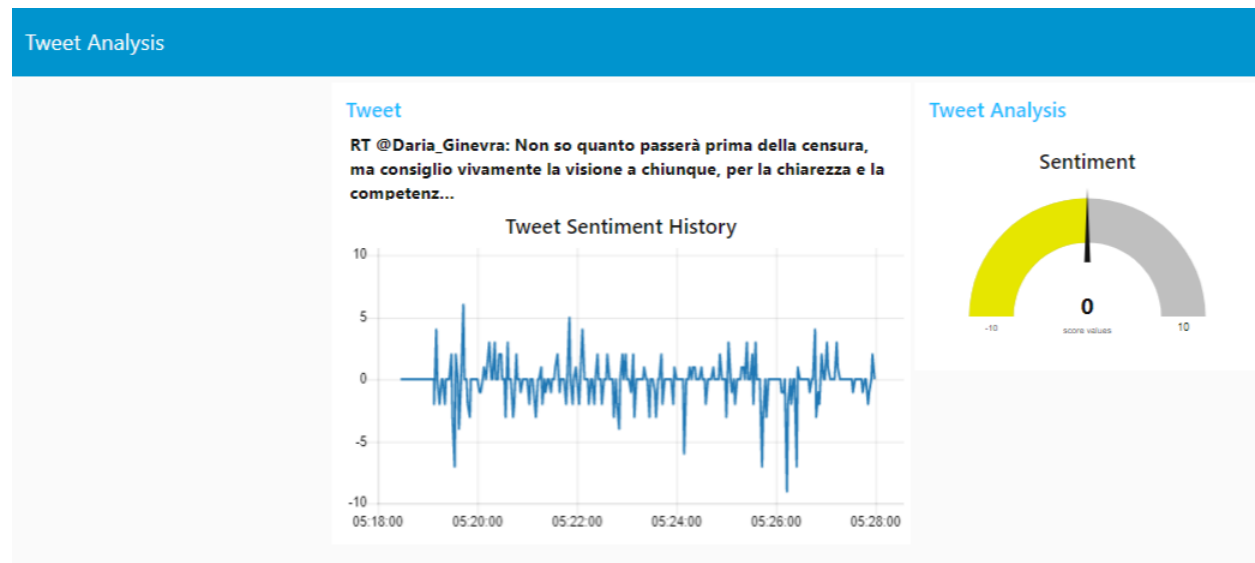 Tweet Analysis
Tweet
RT @Daria_Ginevra: Non so quanto passerà prima della censura,
ma consiglio vivamente la visione a chiunque, per la chiarezza e la
competenz...
Tweet Sentiment History
10
5
0
-5
-10
05:18:00 05:20:00 05:22:00 05:24:00 05:26:00 05:28:00
Tweet Analysis
Sentiment
0
-10 score values 10